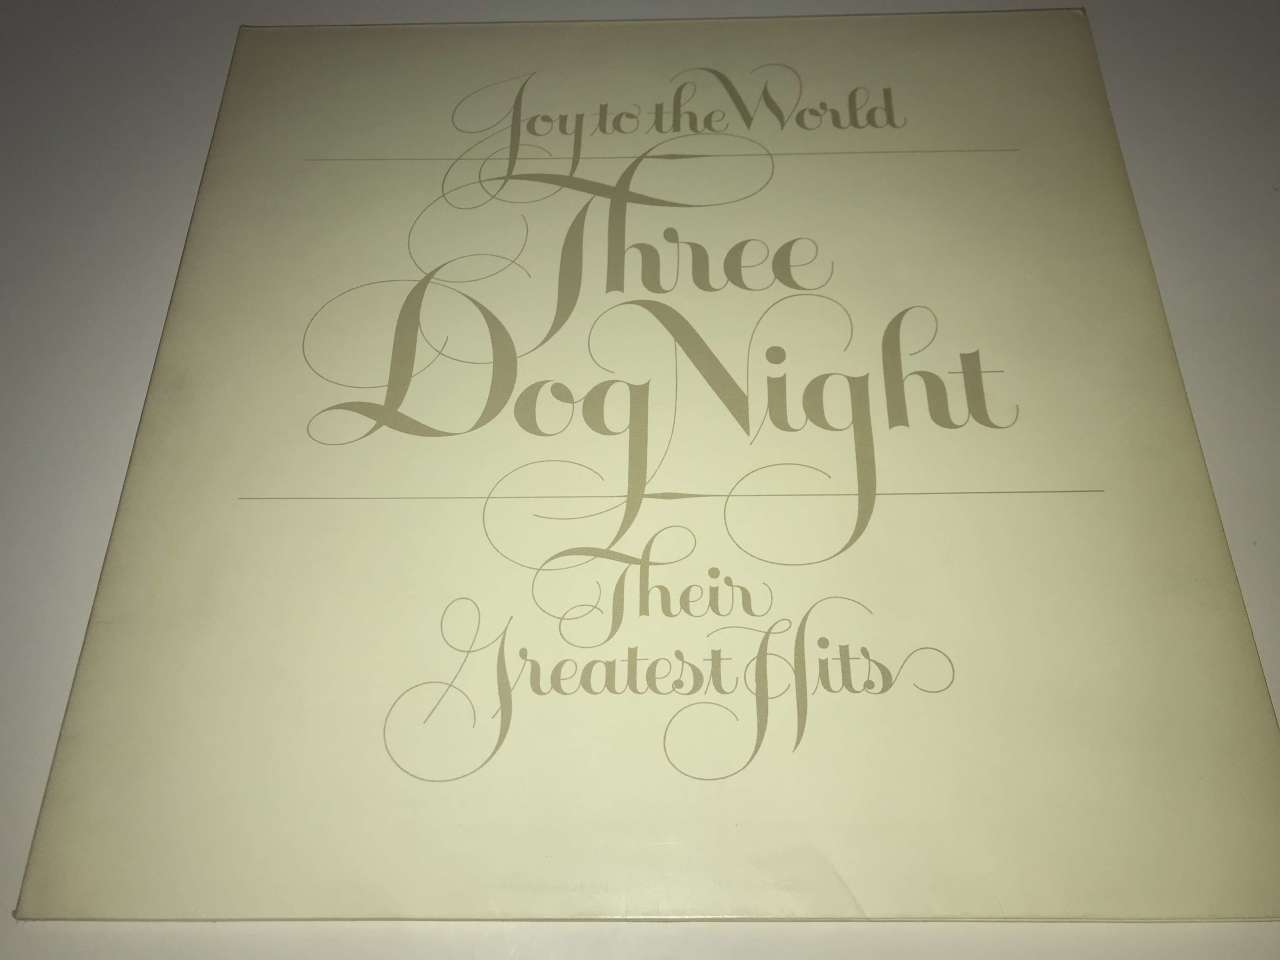 Joy to the World
Three
Dog Night
Their
Greatest Hits